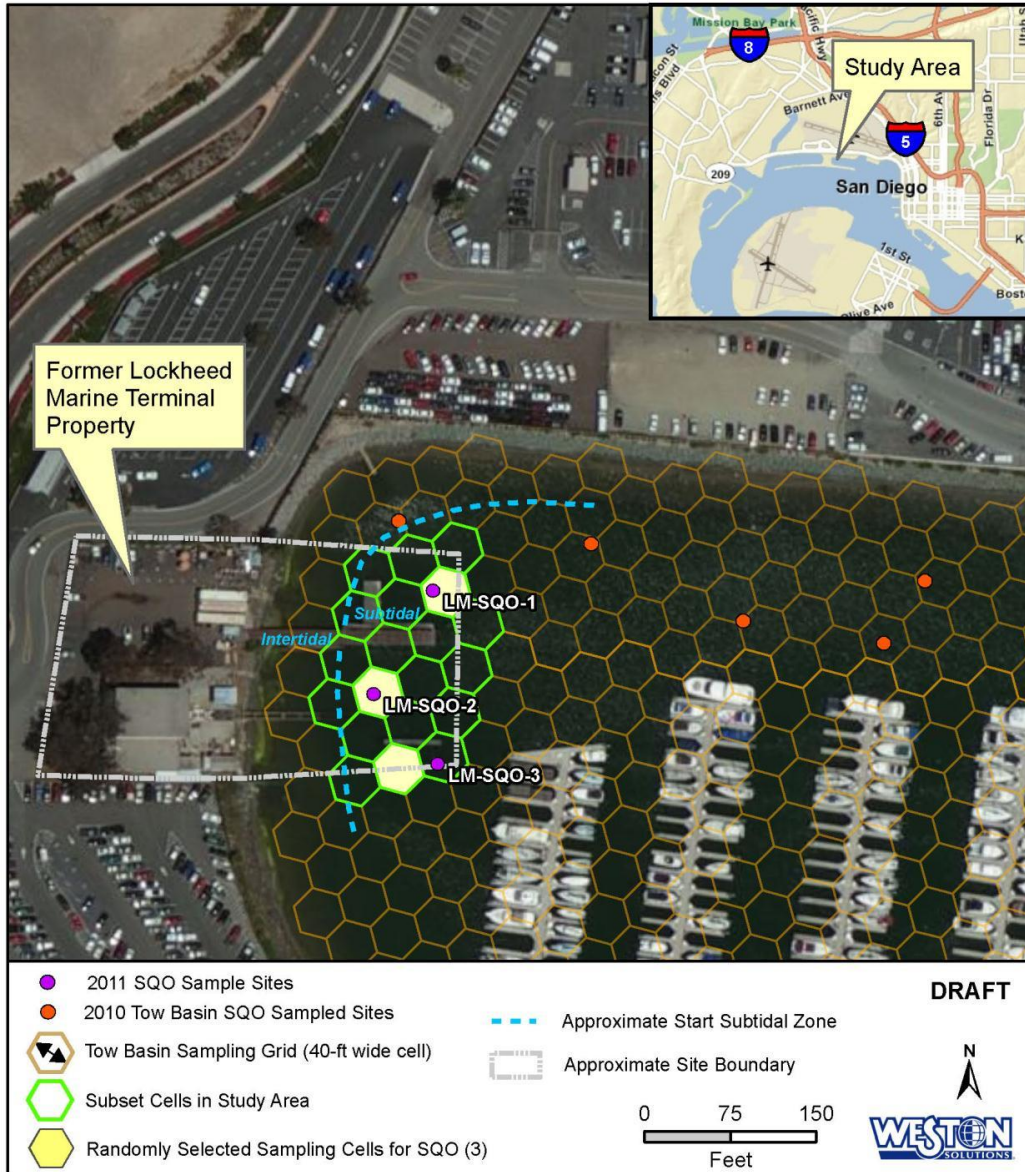 Mission Bay Park
8
Study Area
Barnett Ave
6th Ave
Florida Dr
5
209
San Diego
1st St
Olive Ave
Former Lockheed
Marine Terminal
Property
LM-SQO-1
Subtidal
Intertidal
LM-SQO-2
LM-SQO-3
2011 SQO Sample Sites
2010 Tow Basin SQO Sampled Sites
Tow Basin Sampling Grid (40-ft wide cell)
Subset Cells in Study Area
Randomly Selected Sampling Cells for SQO (3)
Approximate Start Subtidal Zone
Approximate Site Boundary
0 75 150
Feet
DRAFT
N
WESTON
SOLUTIONS